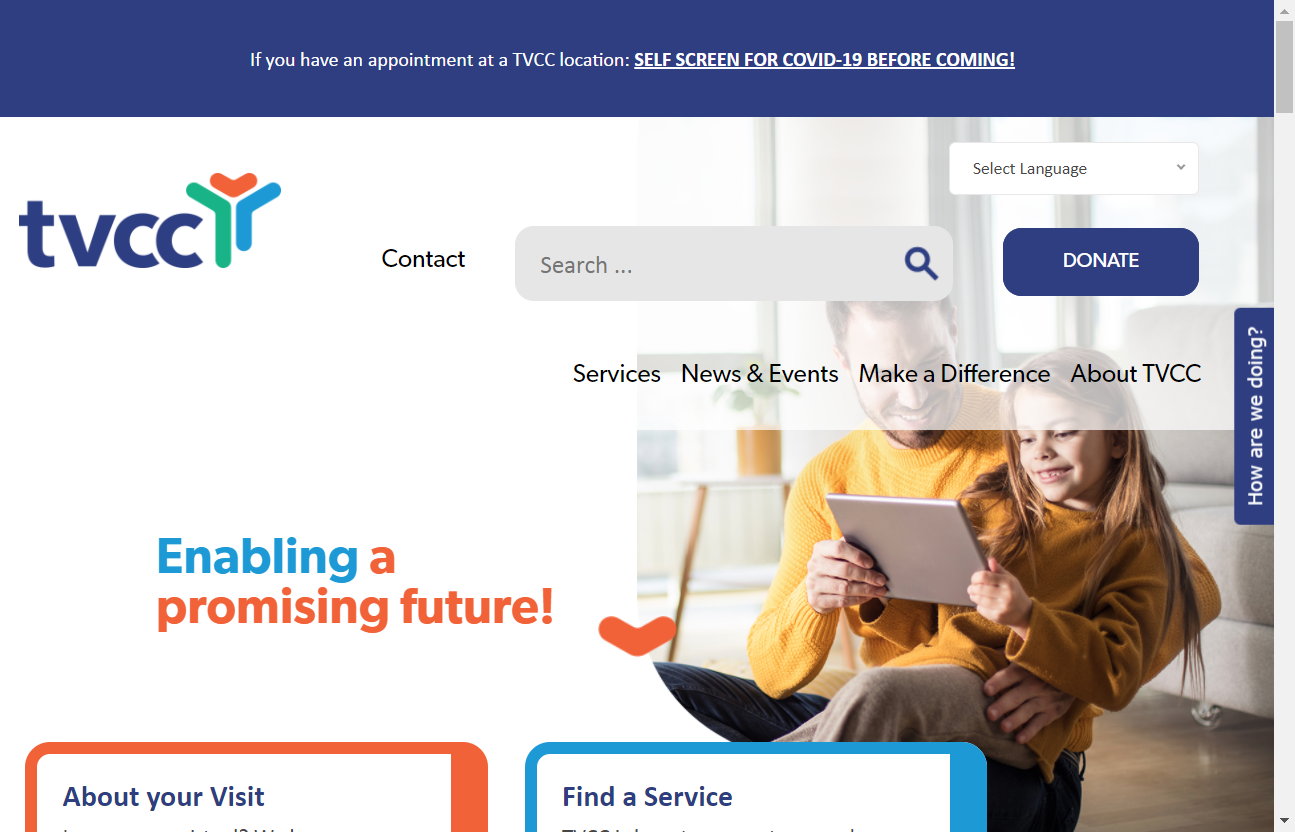 If you have an appointment at a TVCC location: SELF SCREEN FOR COVID-19 BEFORE COMING!
Select Language
tvcc
Contact
Search ...
DONATE
Services
News & Events
Make a Difference
About TVCC
How are we doing?
Enabling a
promising future!
About your Visit
Find a Service